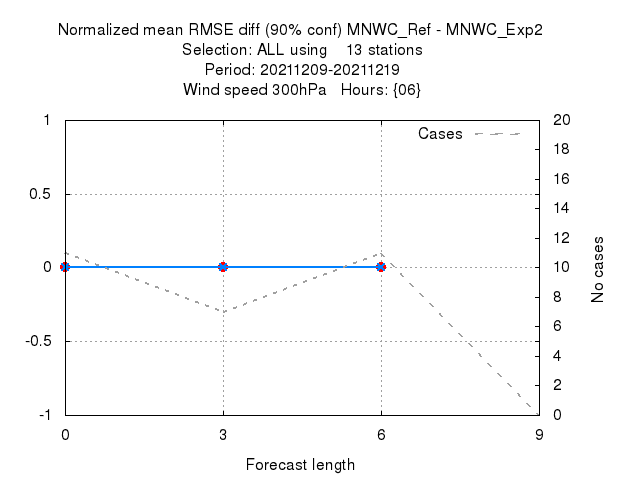 Normalized mean RMSE diff (90% conf) MNWC_Ref - MNWC_Exp2
Selection: ALL using    13 stations
Period: 20211209-20211219
Wind speed 300hPa   Hours: {06}
Cases
1
0.5
0
-0.5
-1
20
18
16
14
12
10
8
6
4
2
0
No cases
0
3
6
9
Forecast length